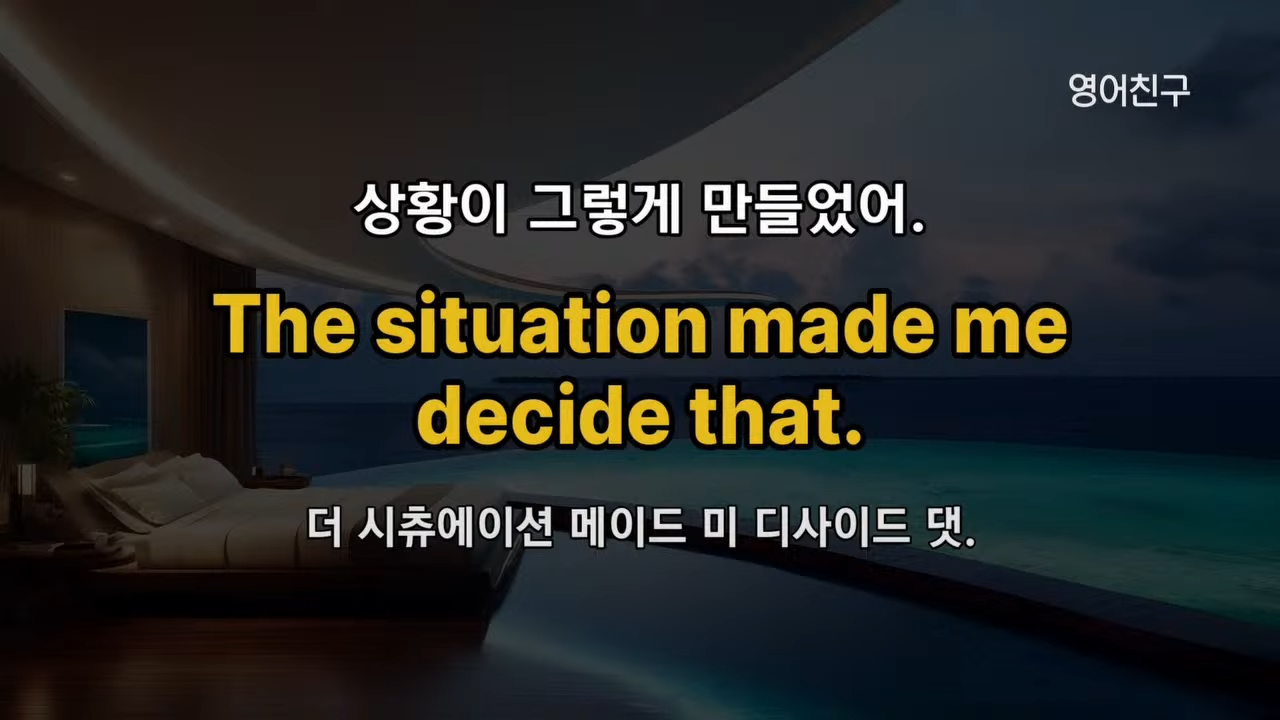 영어친구
상황이 그렇게 만들었어.
The situation made me
decide that.
더 시츄에이션 메이드 미 디사이드 댓.